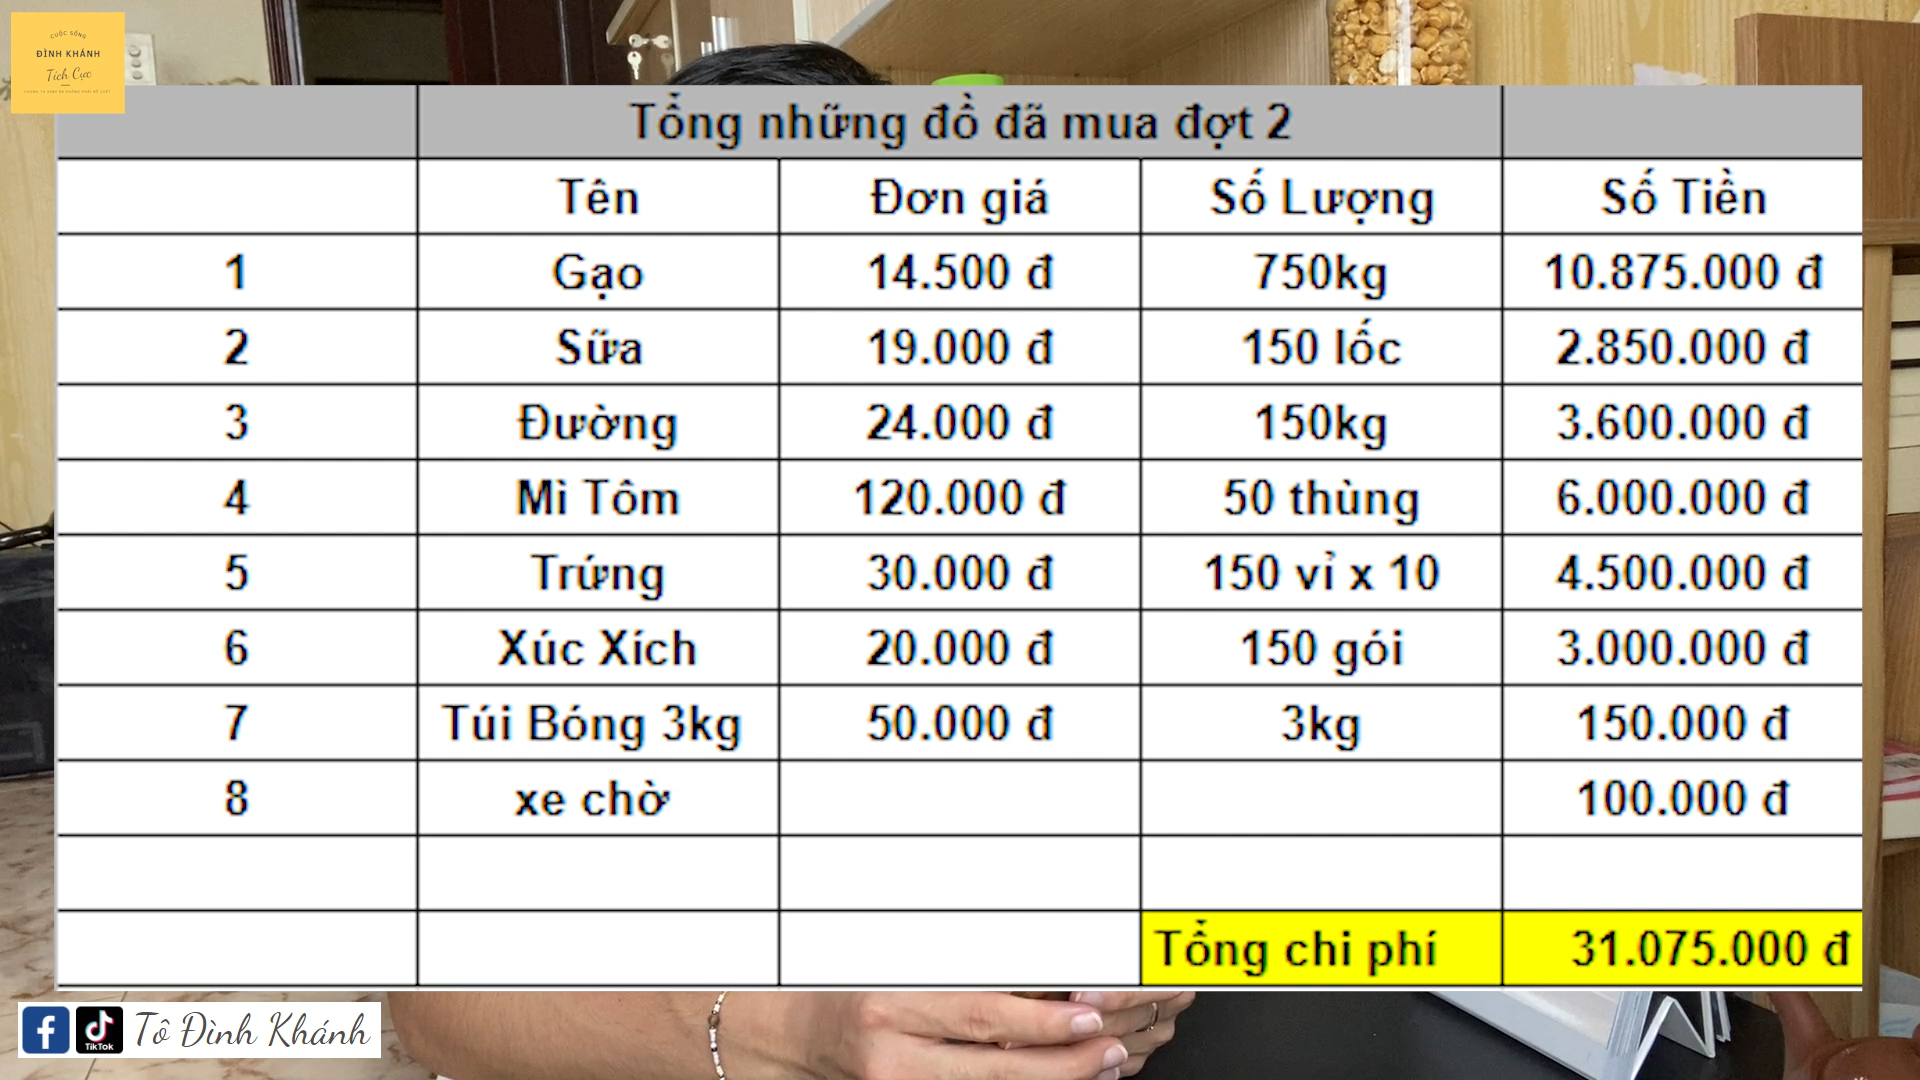 CUỘC SỐNG
ĐÌNH KHÁNH
Tích Cực
Tổng những đồ đã mua đợt 2
Tên Đơn giá Số Lượng Số Tiền
1 Gạo 14.500 đ 750kg 10.875.000 đ
2 Sữa 19.000 đ 150 lốc 2.850.000 đ
3 Đường 24.000 đ 150kg 3.600.000 đ
4 Mì Tôm 120.000 đ 50 thùng 6.000.000 đ
5 Trứng 30.000 đ 150 vỉ x 10 4.500.000 đ
6 Xúc Xích 20.000 đ 150 gói 3.000.000 đ
7 Túi Bóng 3kg 50.000 đ 3kg 150.000 đ
8 xe chờ 100.000 đ
Tổng chi phí 31.075.000 đ
TikTok Tô Đình Khánh